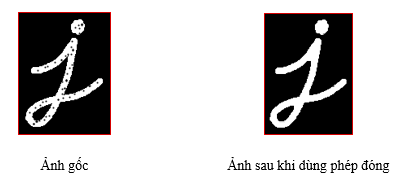 j j
Ảnh gốc Ảnh sau khi dùng phép đóng